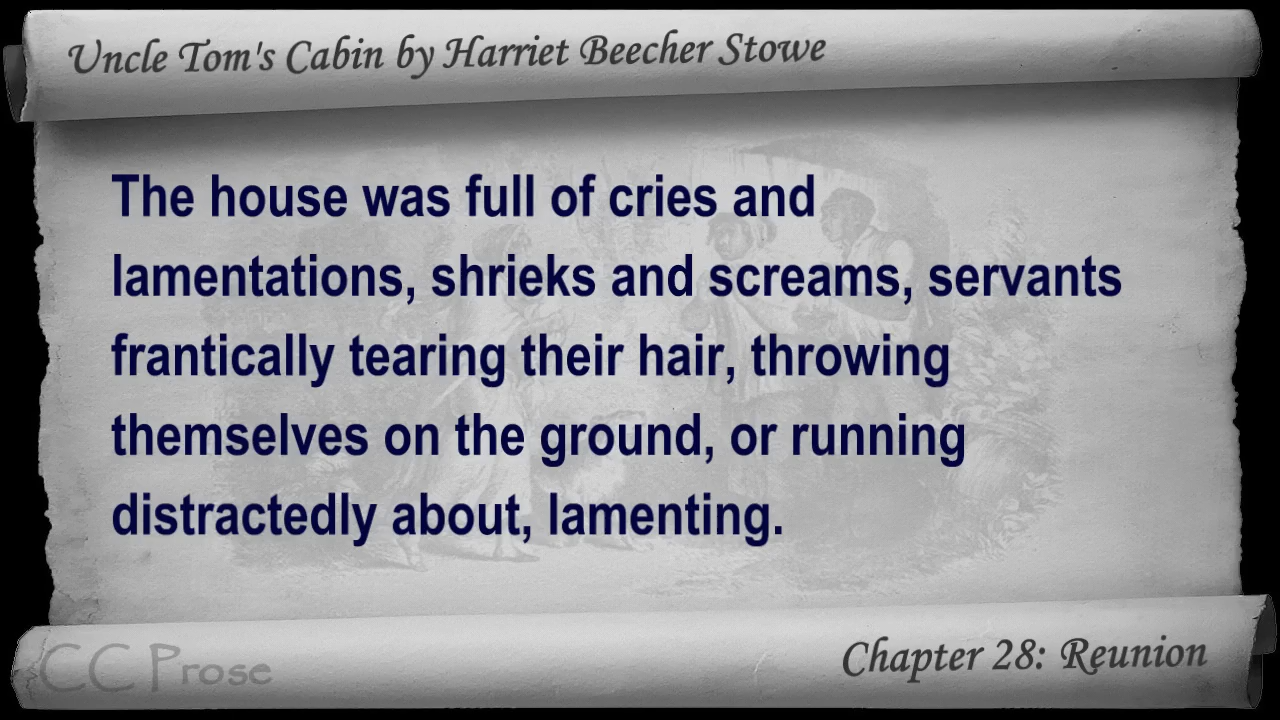 Uncle Tom's Cabin by Harriet Beecher Stowe
The house was full of cries and
lamentations, shrieks and screams, servants
frantically tearing their hair, throwing
themselves on the ground, or running
distractedly about, lamenting.
CC Prose
Chapter 28: Reunion